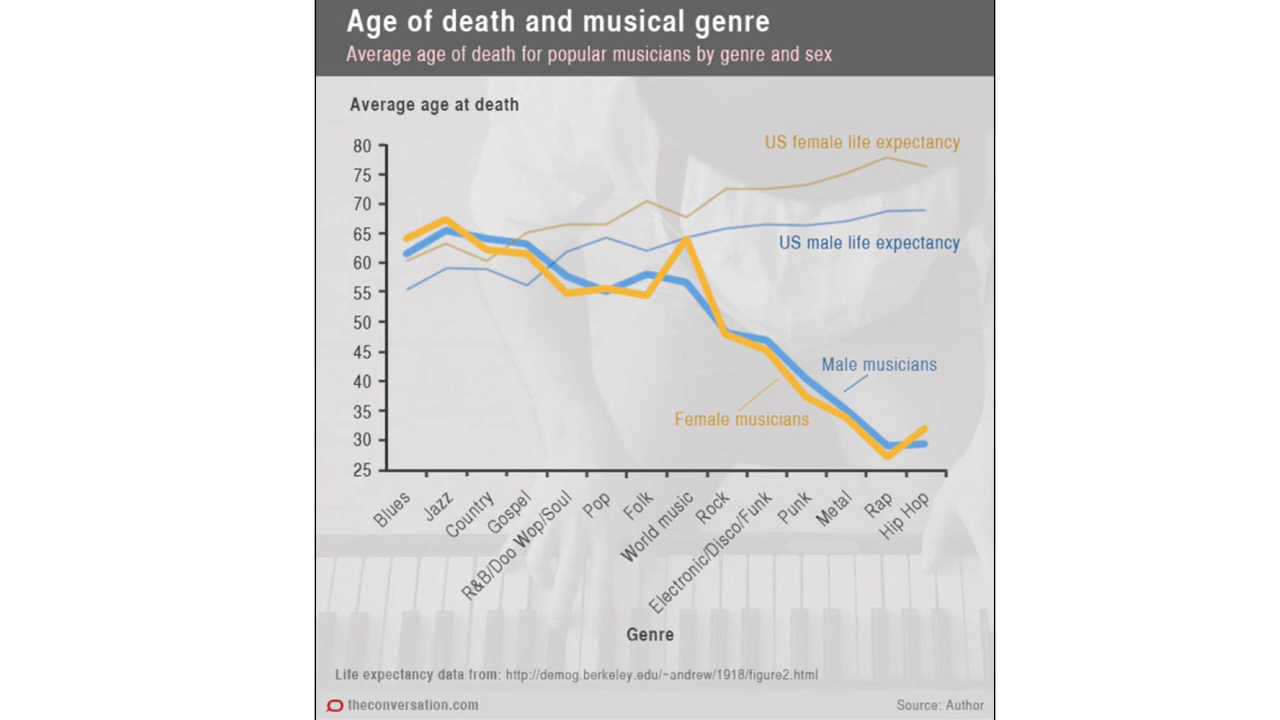 Age of death and musical genre
Average age of death for popular musicians by genre and sex
Average age at death
80
75
70
65
60
55
50
45
40
35
30
25
US female life expectancy
US male life expectancy
Male musicians
Female musicians
Blues
Jazz
Country
Gospel
R&B/Doo Wop/Soul
Pop
Folk
World music
Rock
Electronic/Disco/Funk
Punk
Metal
Rap
Hip Hop
Genre
Life expectancy data from: http://demog.berkeley.edu/~andrew/1918/figure2.html
theconversation.com
Source: Author